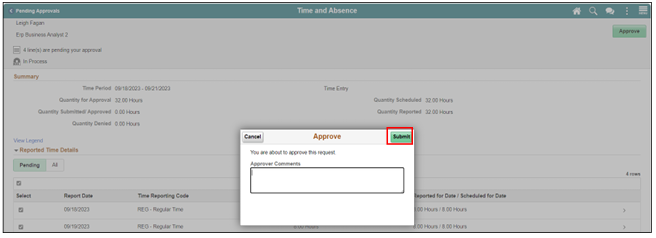 Pending Approvals
Time and Absence
Leigh Fagan
Erp Business Analyst 2
Approve
4 line(s) are pending your approval
In Process
Summary
Time Period 09/18/2023 - 09/21/2023
Time Entry
Quantity for Approval 32.00 Hours
Quantity Scheduled 32.00 Hours
Quantity Submitted/Approved 0.00 Hours
Quantity Reported 32.00 Hours
Quantity Denied 0.00 Hours
Cancel
Approve
Submit
View Legend
You are about to approve this request.
Reported Time Details
Approver Comments
Pending
All
4 rows
Select
Report Date
Time Reporting Code
Reported for Date / Scheduled for Date
09/18/2023
REG - Regular Time
8.00 Hours / 8.00 Hours
09/19/2023
REG - Regular Time
8.00 Hours
8.00 Hours / 8.00 Hours